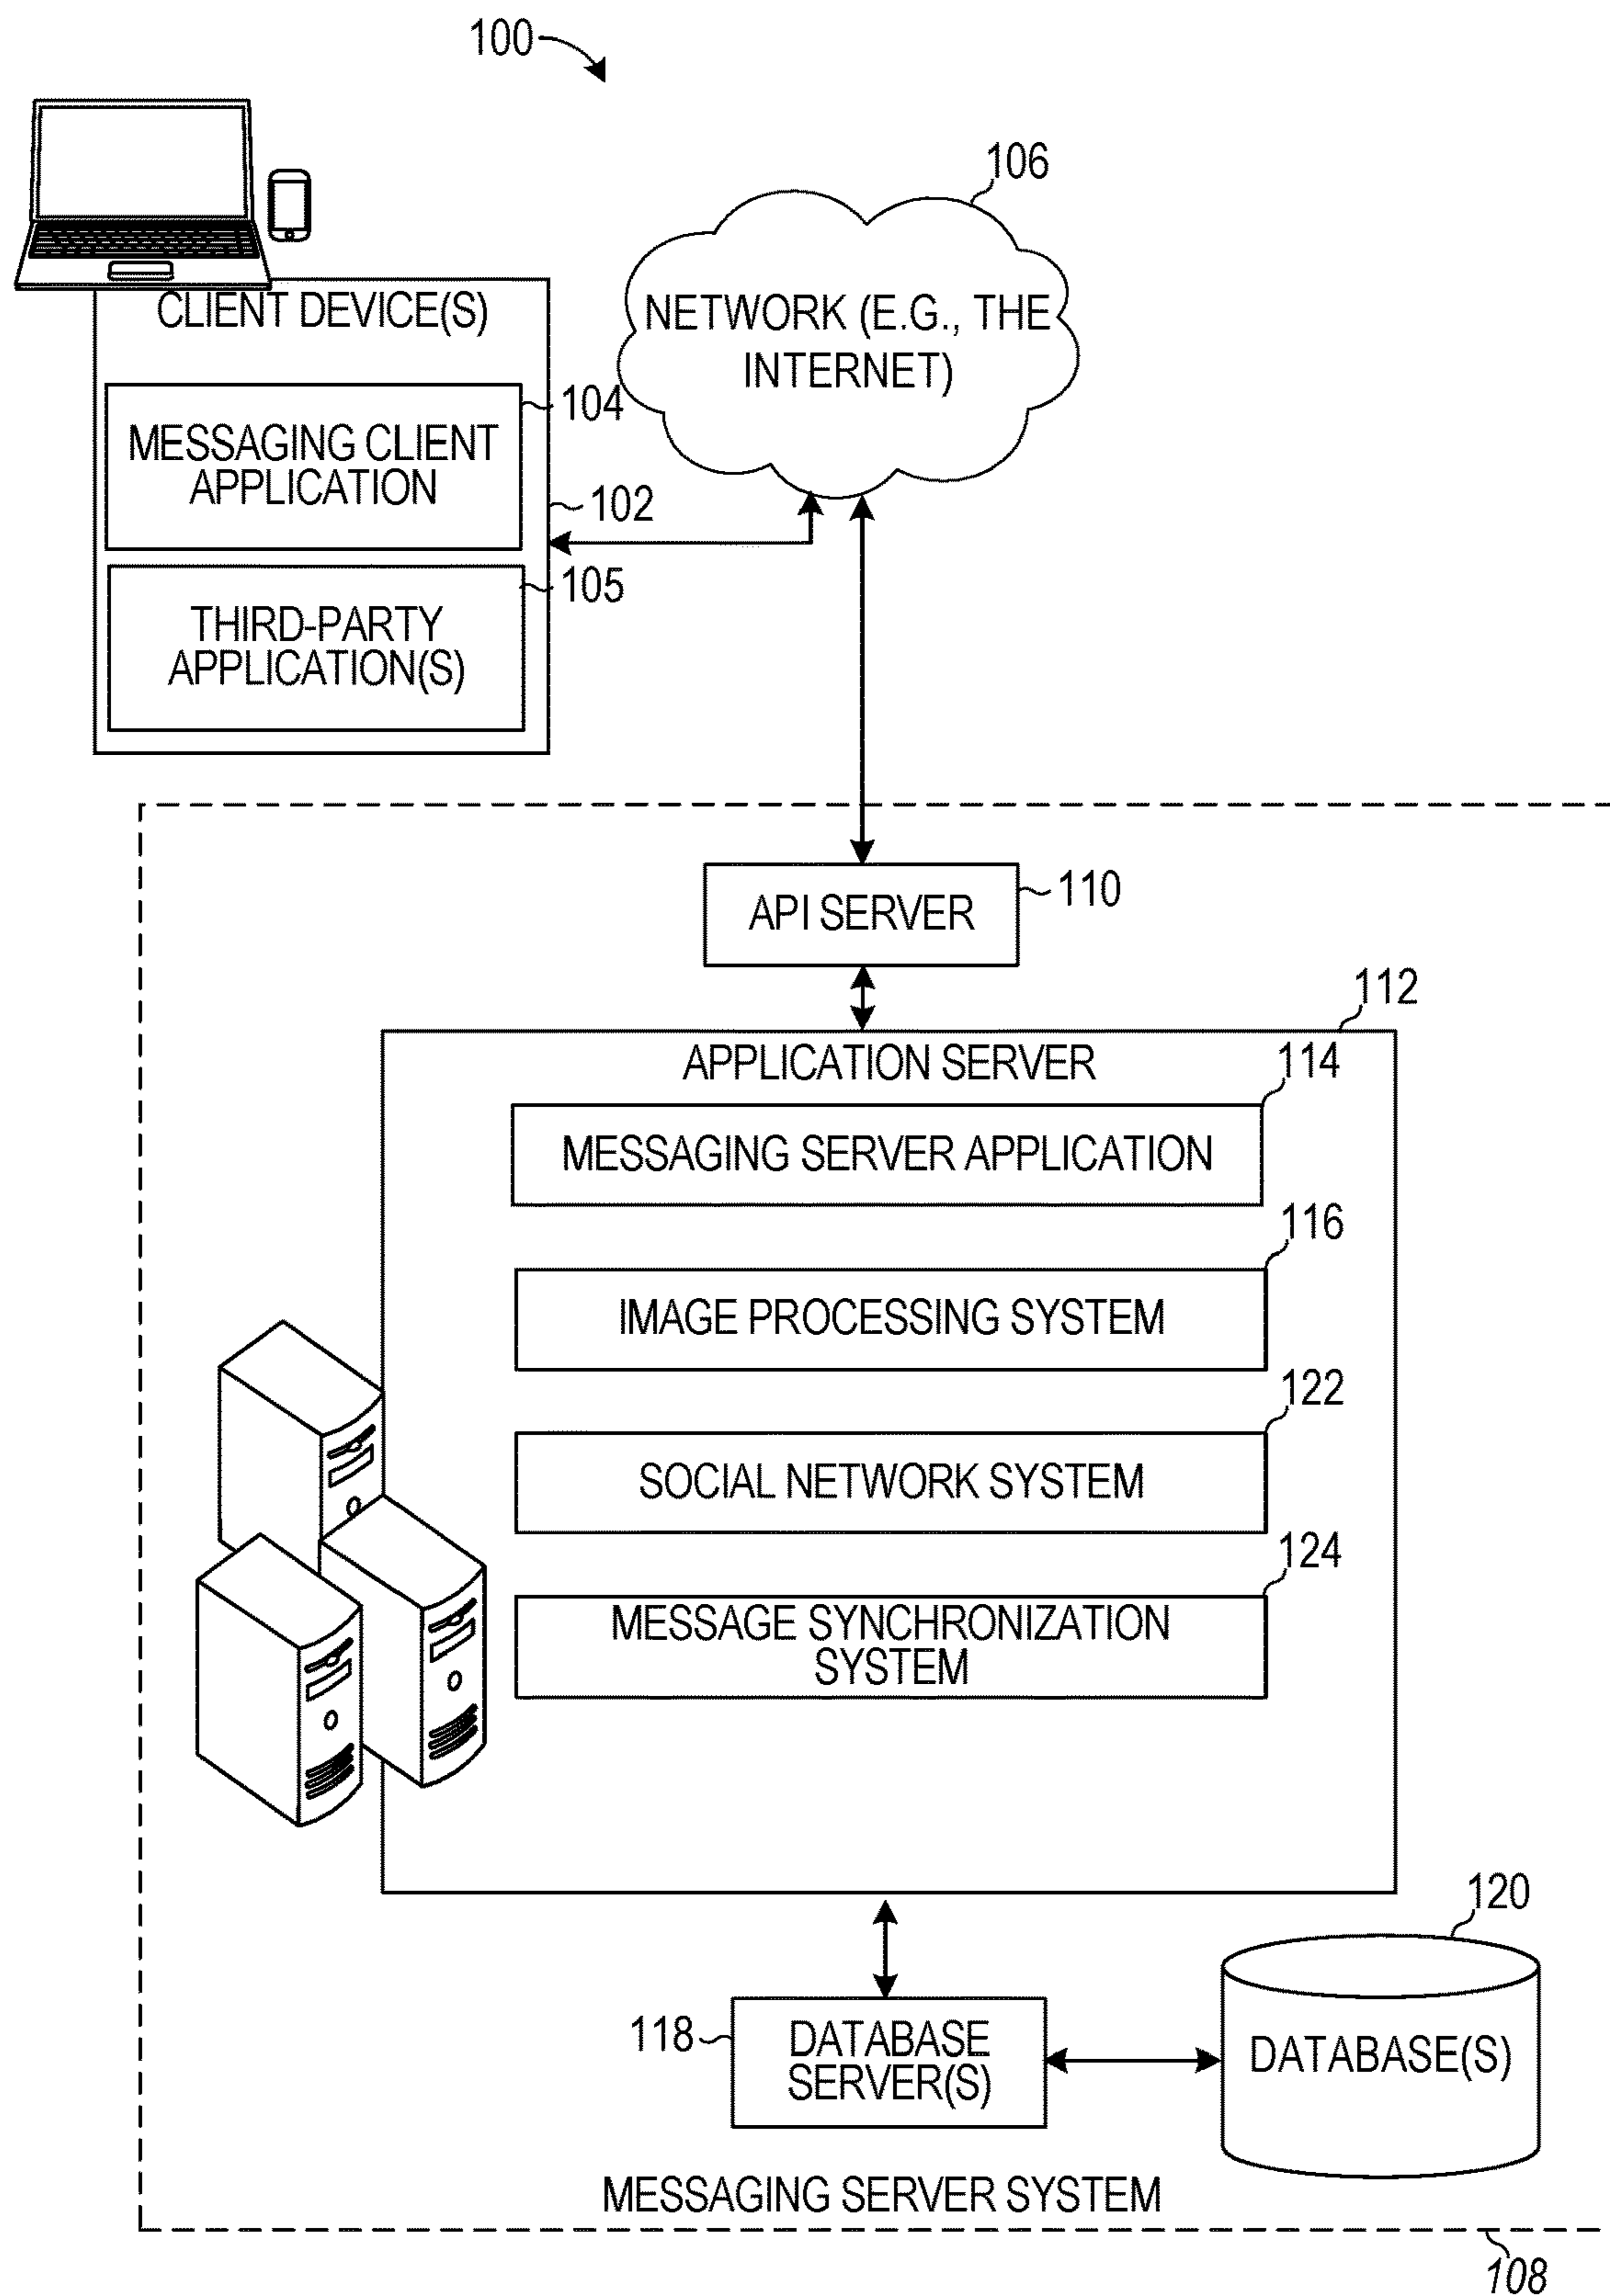 100
106
CLIENT DEVICE(S)
NETWORK (E.G., THE
INTERNET)
104
MESSAGING CLIENT
APPLICATION
102
105
THIRD-PARTY
APPLICATION(S)
110
API SERVER
112
APPLICATION SERVER
114
MESSAGING SERVER APPLICATION
116
IMAGE PROCESSING SYSTEM
122
SOCIAL NETWORK SYSTEM
124
MESSAGE SYNCHRONIZATION
SYSTEM
120
118
DATABASE
SERVER(S)
DATABASE(S)
MESSAGING SERVER SYSTEM
108